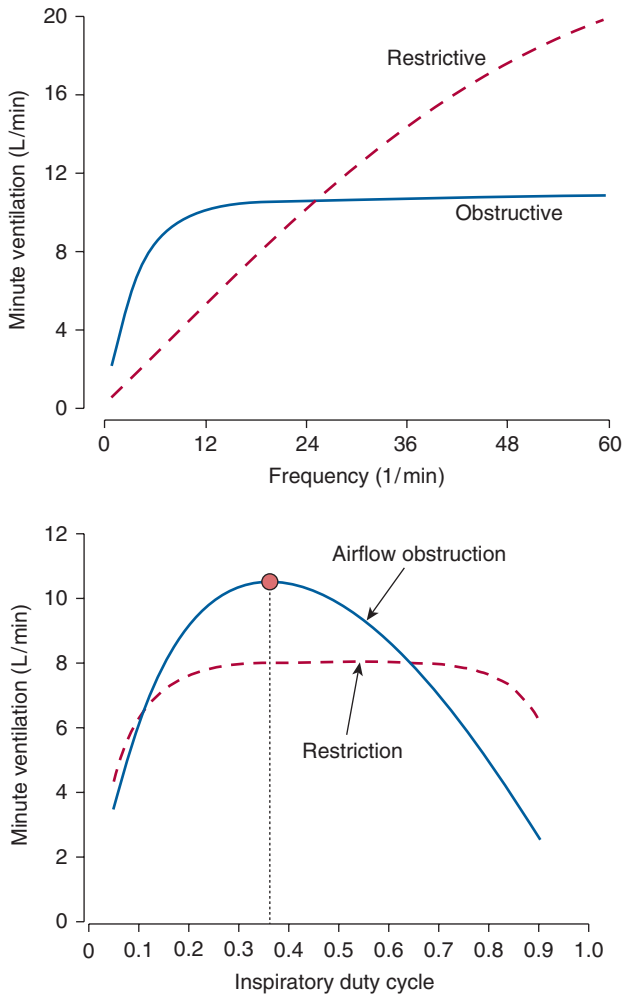 20
Restrictive
16
12
Obstructive
8
4
0
Minute ventilation (L/min)
0 12 24 36 48 60
Frequency (1/min)
12
Airflow obstruction
10
8
6
Restriction
4
2
0
Minute ventilation (L/min)
0 0.1 0.2 0.3 0.4 0.5 0.6 0.7 0.8 0.9 1.0
Inspiratory duty cycle